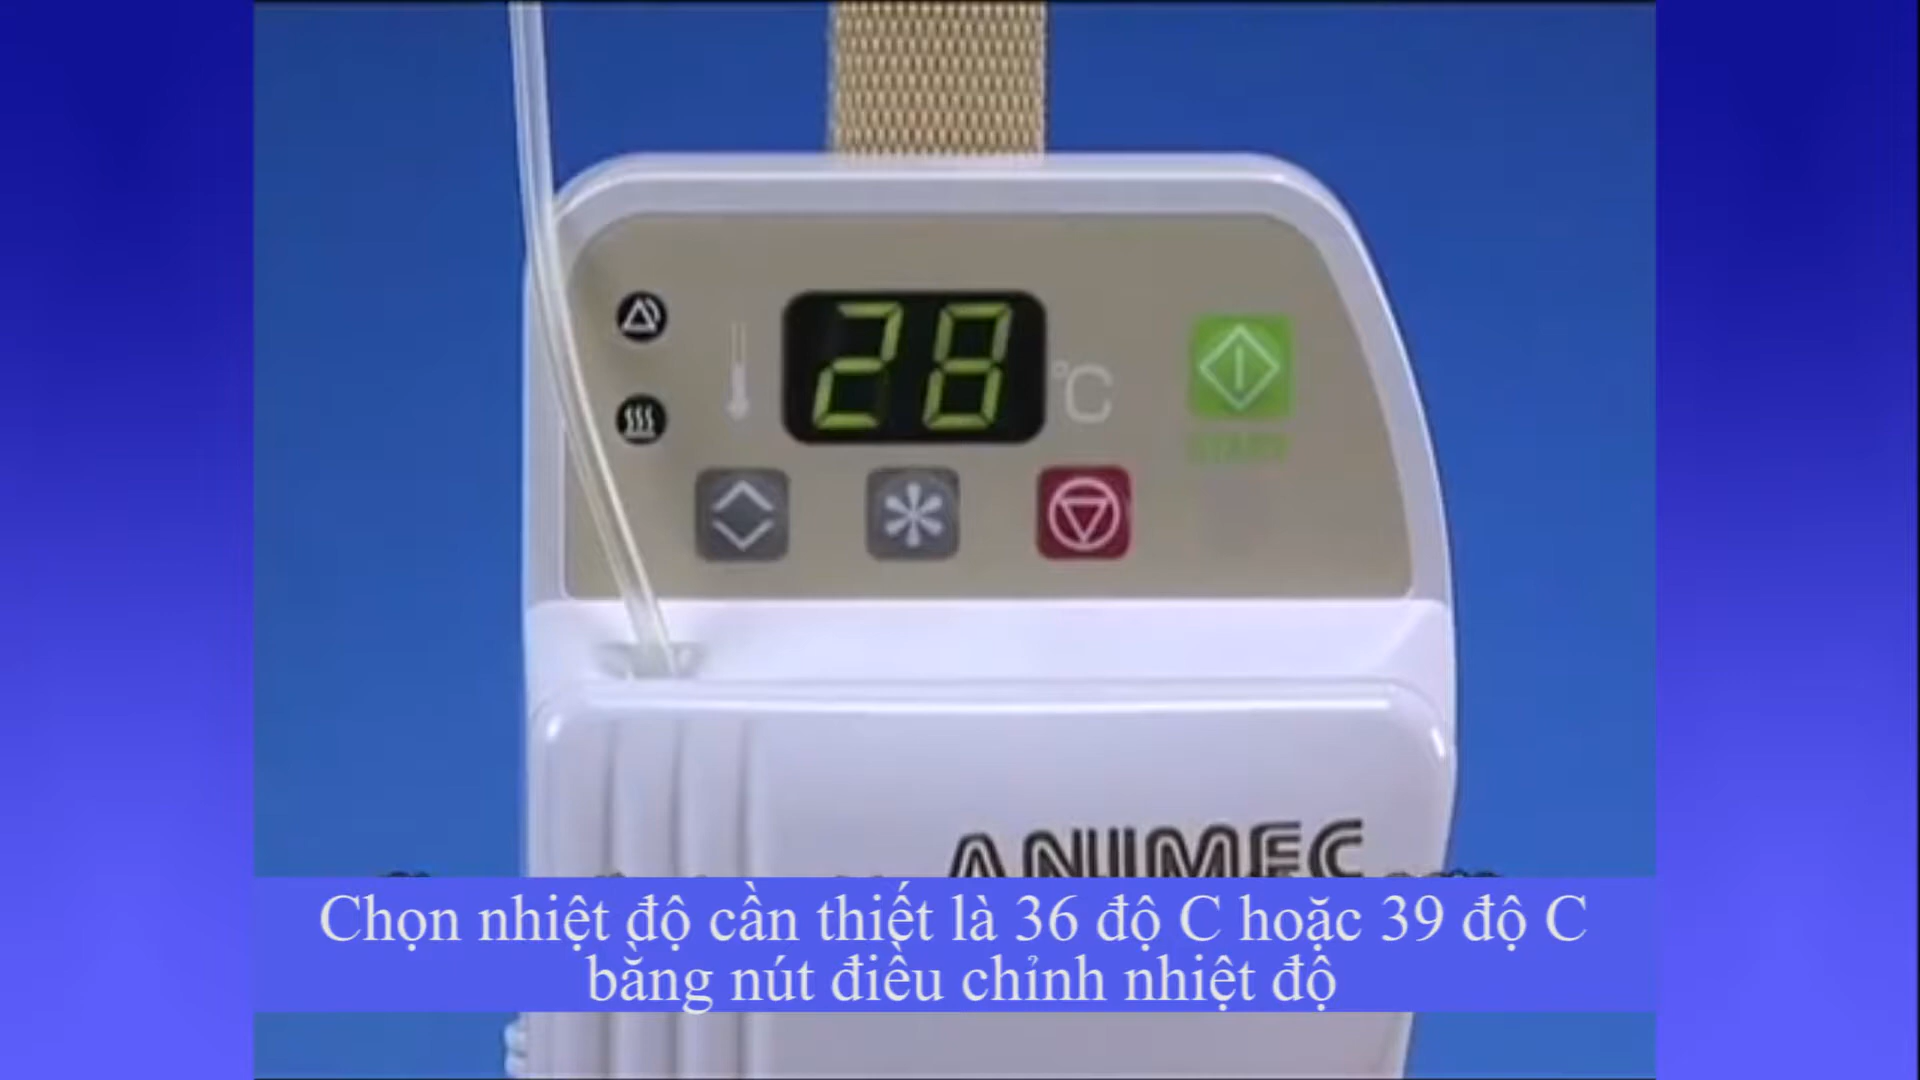 28
°C
START
ANIMEC
Chọn nhiệt độ cần thiết là 36 độ C hoặc 39 độ C
bằng nút điều chỉnh nhiệt độ